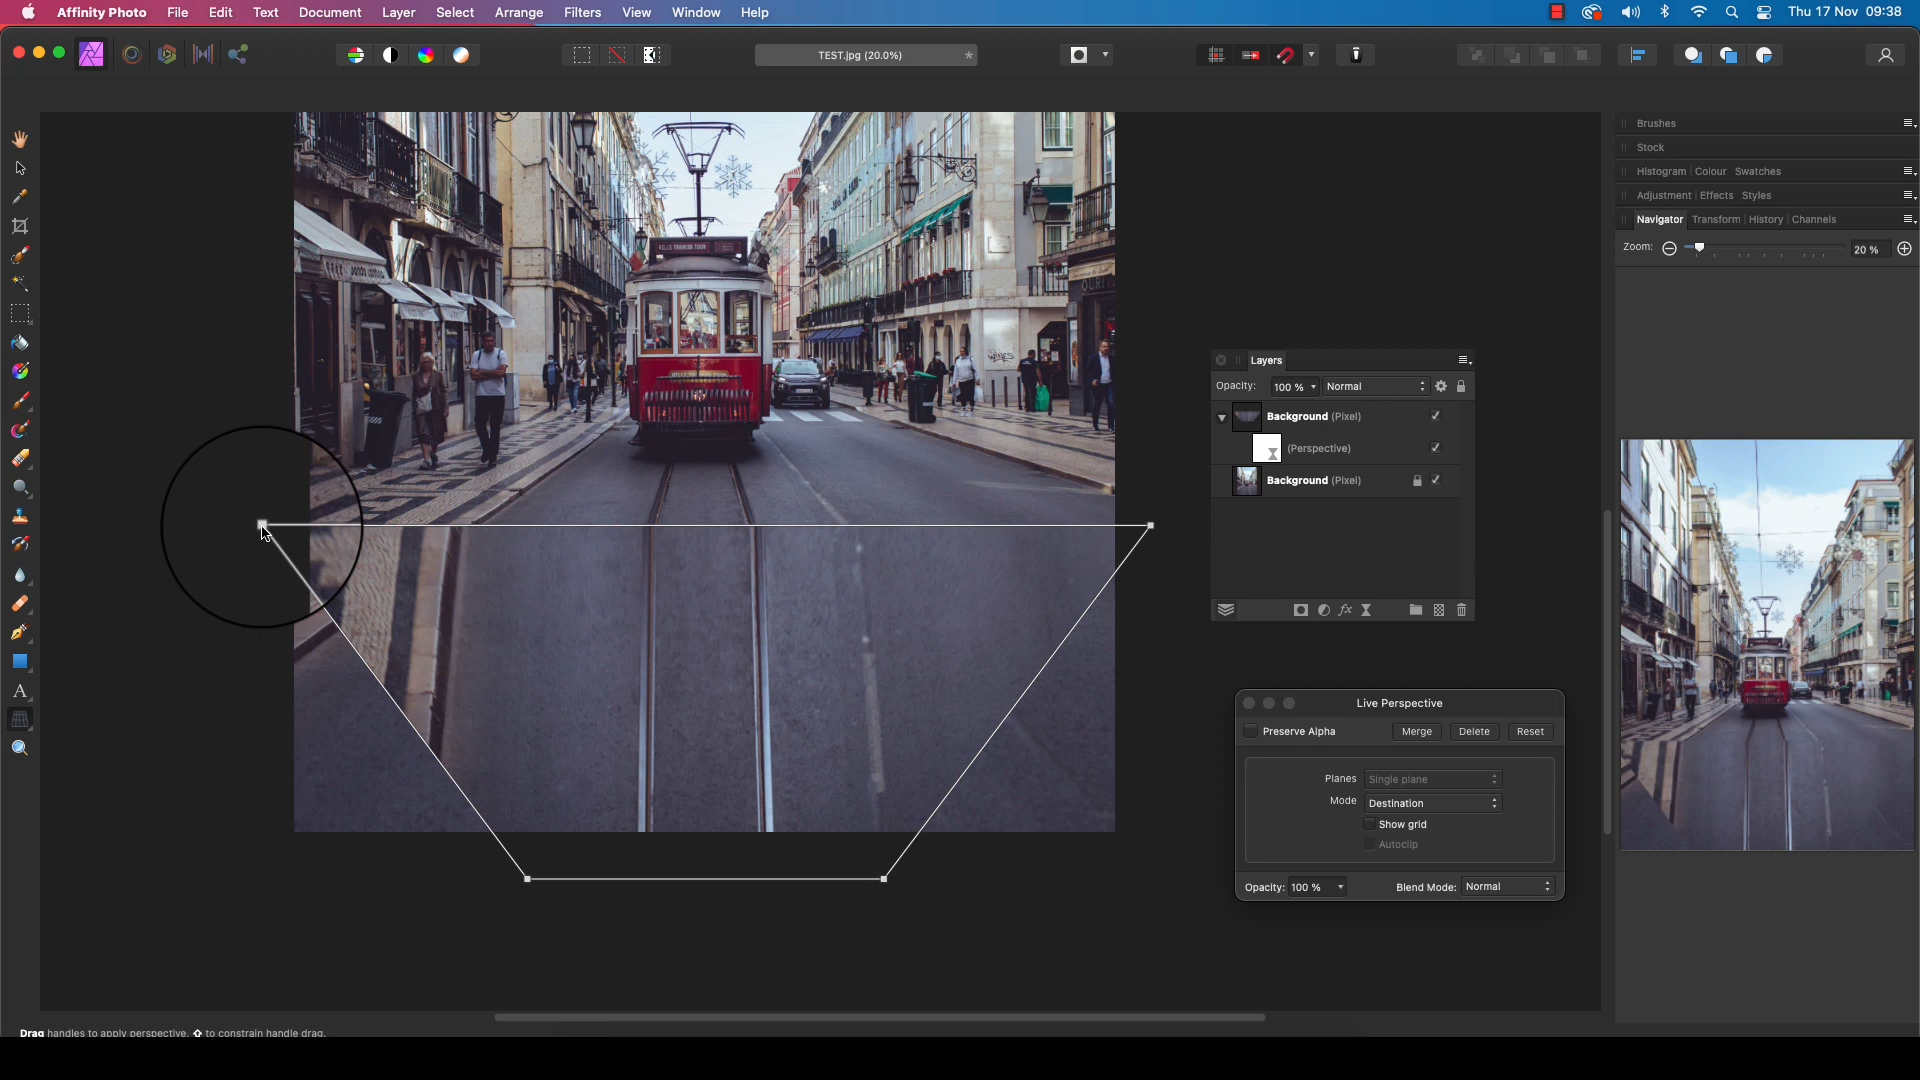 Affinity Photo File Edit Text Document Layer Select Arrange Filters View Window Help Thu 17 Nov 09:38
TEST.jpg (20.0%) *
Brushes
Stock
Histogram Colour Swatches
Adjustment Effects Styles
Navigator Transform History Channels
Zoom: 20 %
Layers
Opacity: 100 % Normal
Background (Pixel)
(Perspective)
Background (Pixel)
fx
A
Live Perspective
Preserve Alpha Merge Delete Reset
Planes Single plane
Mode Destination
Show grid
Autoclip
Opacity: 100 % Blend Mode: Normal
Drag handles to apply perspective. to constrain handle drag.